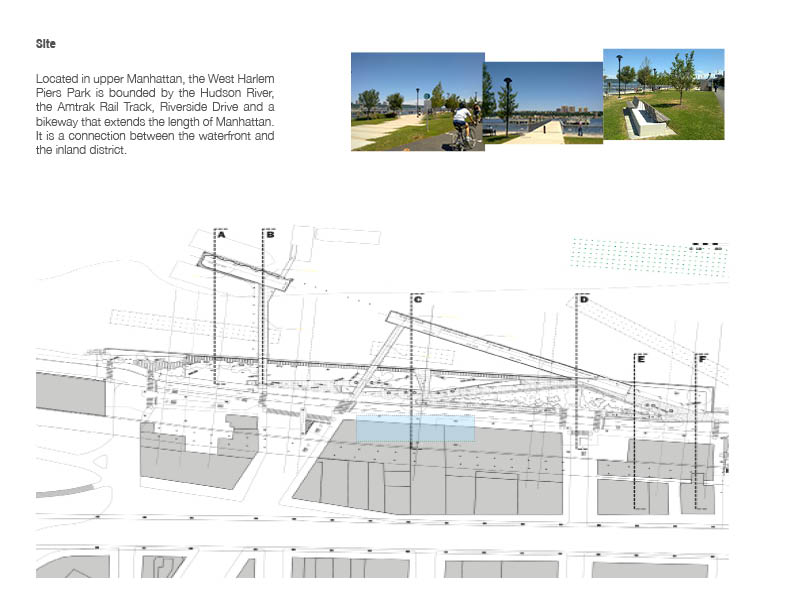 Site
Located in upper Manhattan, the West Harlem
Piers Park is bounded by the Hudson River,
the Amtrak Rail Track, Riverside Drive and a
bikeway that extends the length of Manhattan.
It is a connection between the waterfront and
the inland district.
A
B
C
D
E
F